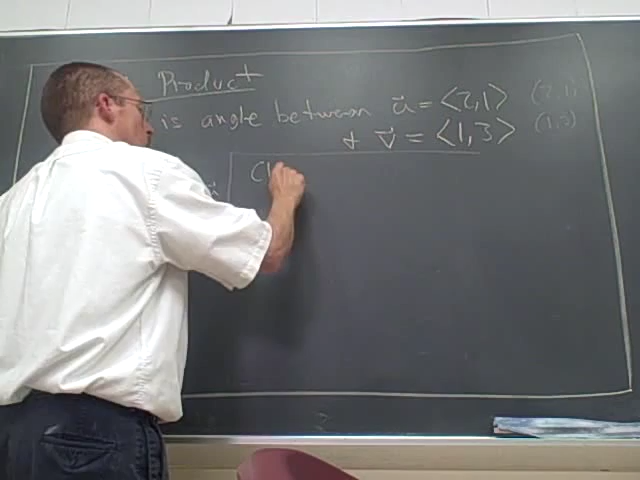 Product
is angle between u⃗ = <2,1> (2,1)
+ v⃗ = <1,3> (1,3)
u⃗